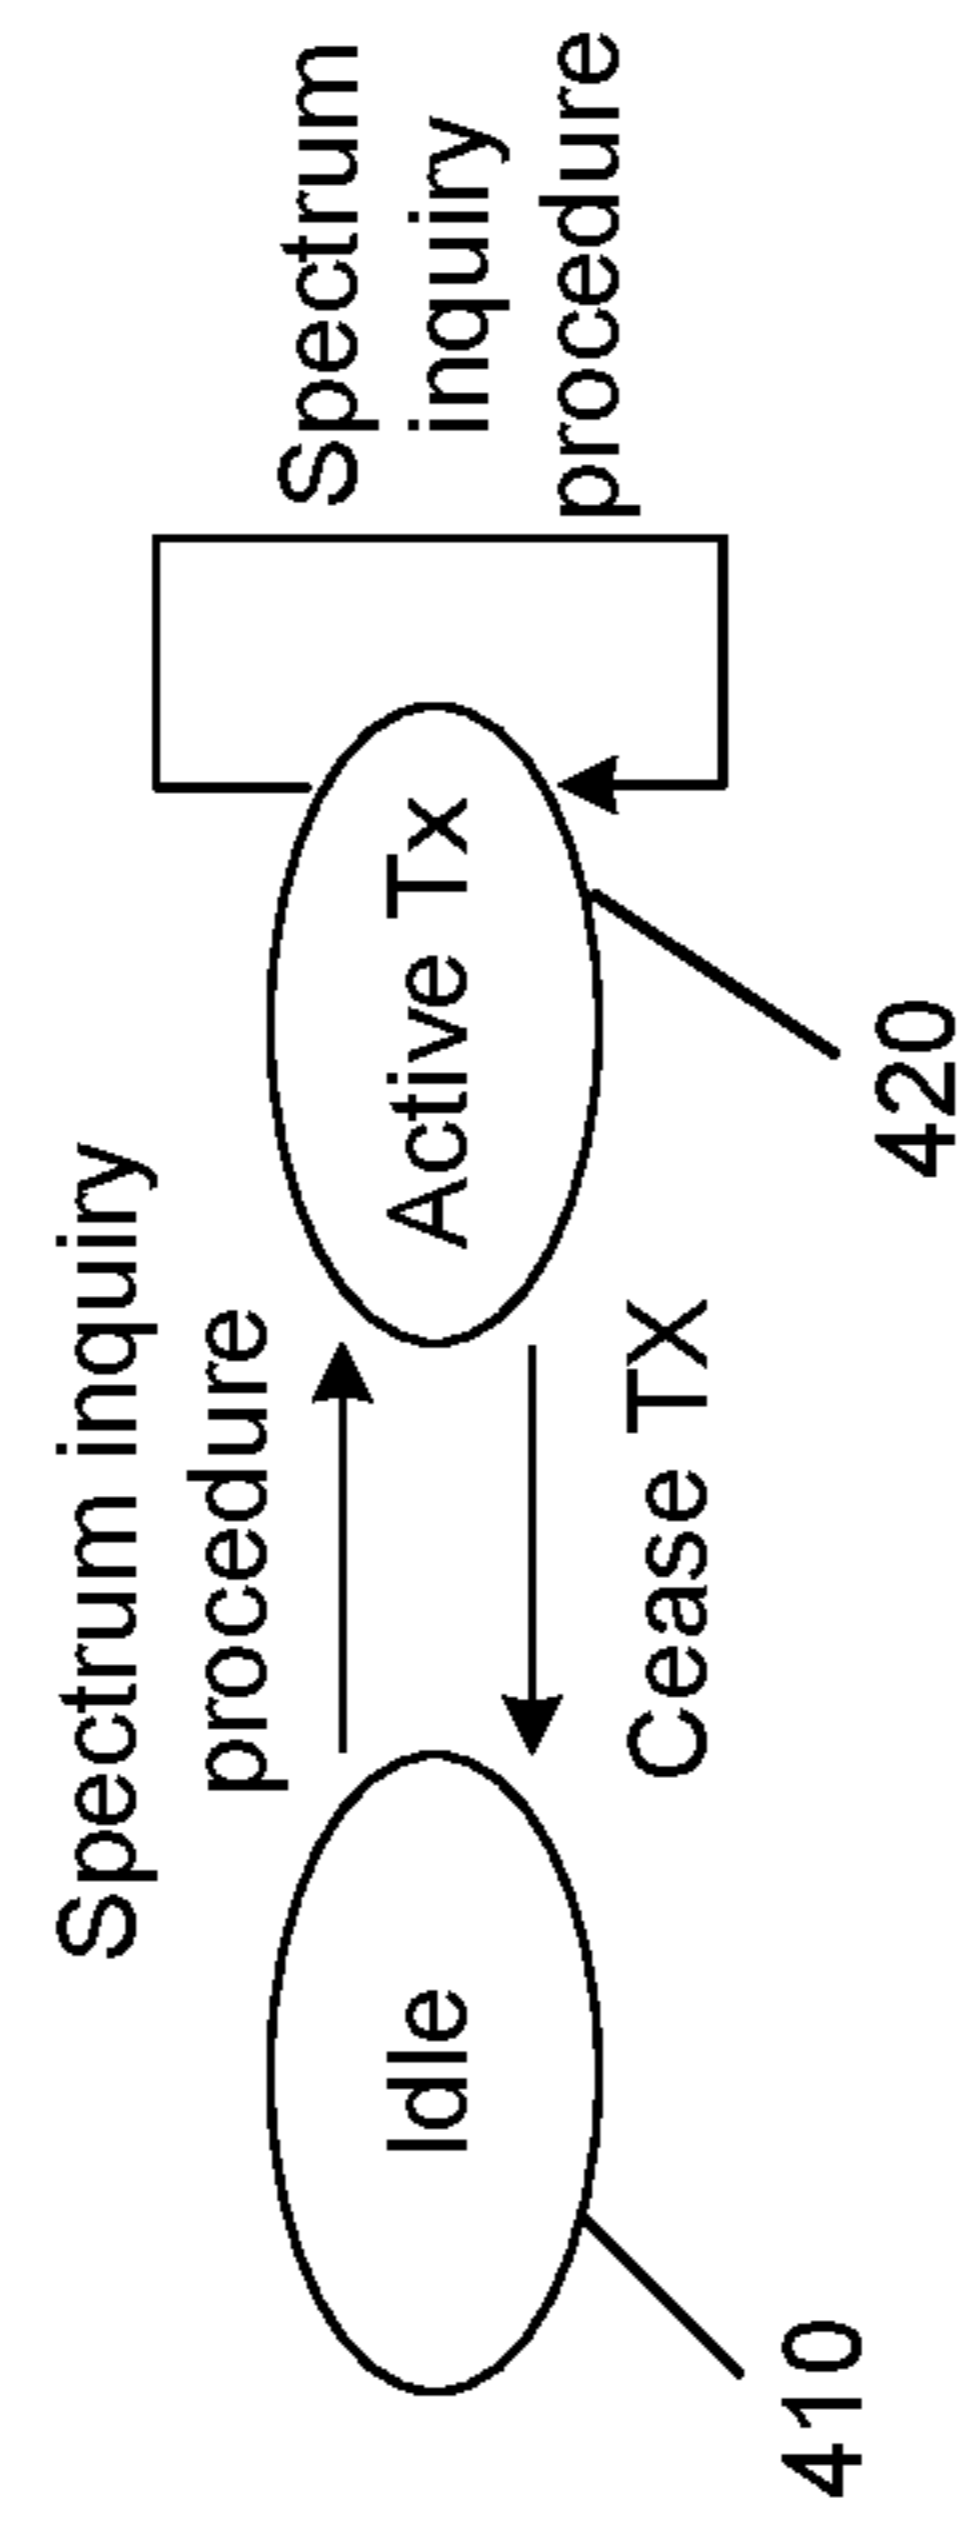 Spectrum inquiry
procedure
Idle
Active Tx
Spectrum
inquiry
procedure
Cease TX
410
420